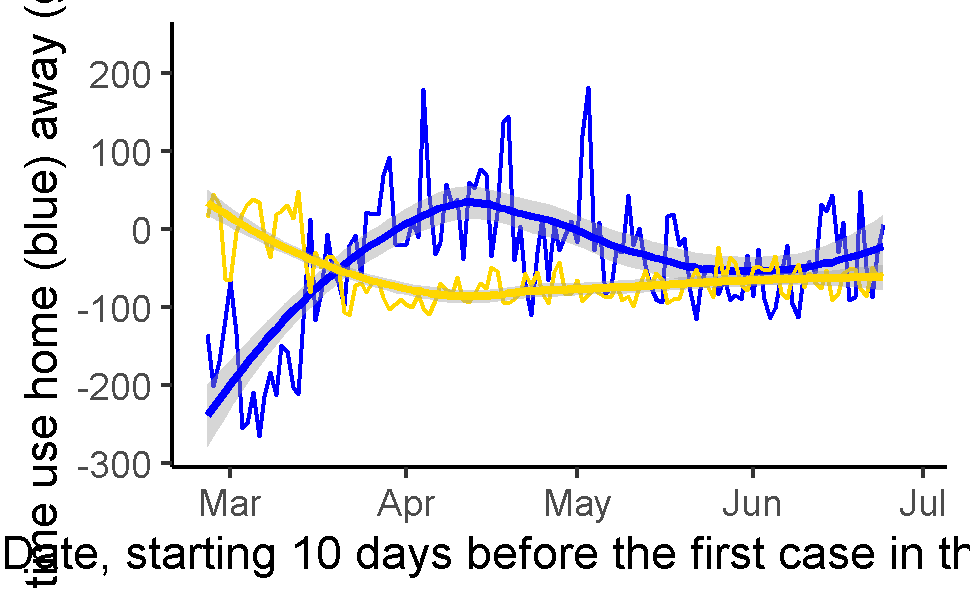 time use home (blue) away (
200
100
0
-100
-200
-300
Mar Apr May Jun Jul
Date, starting 10 days before the first case in th